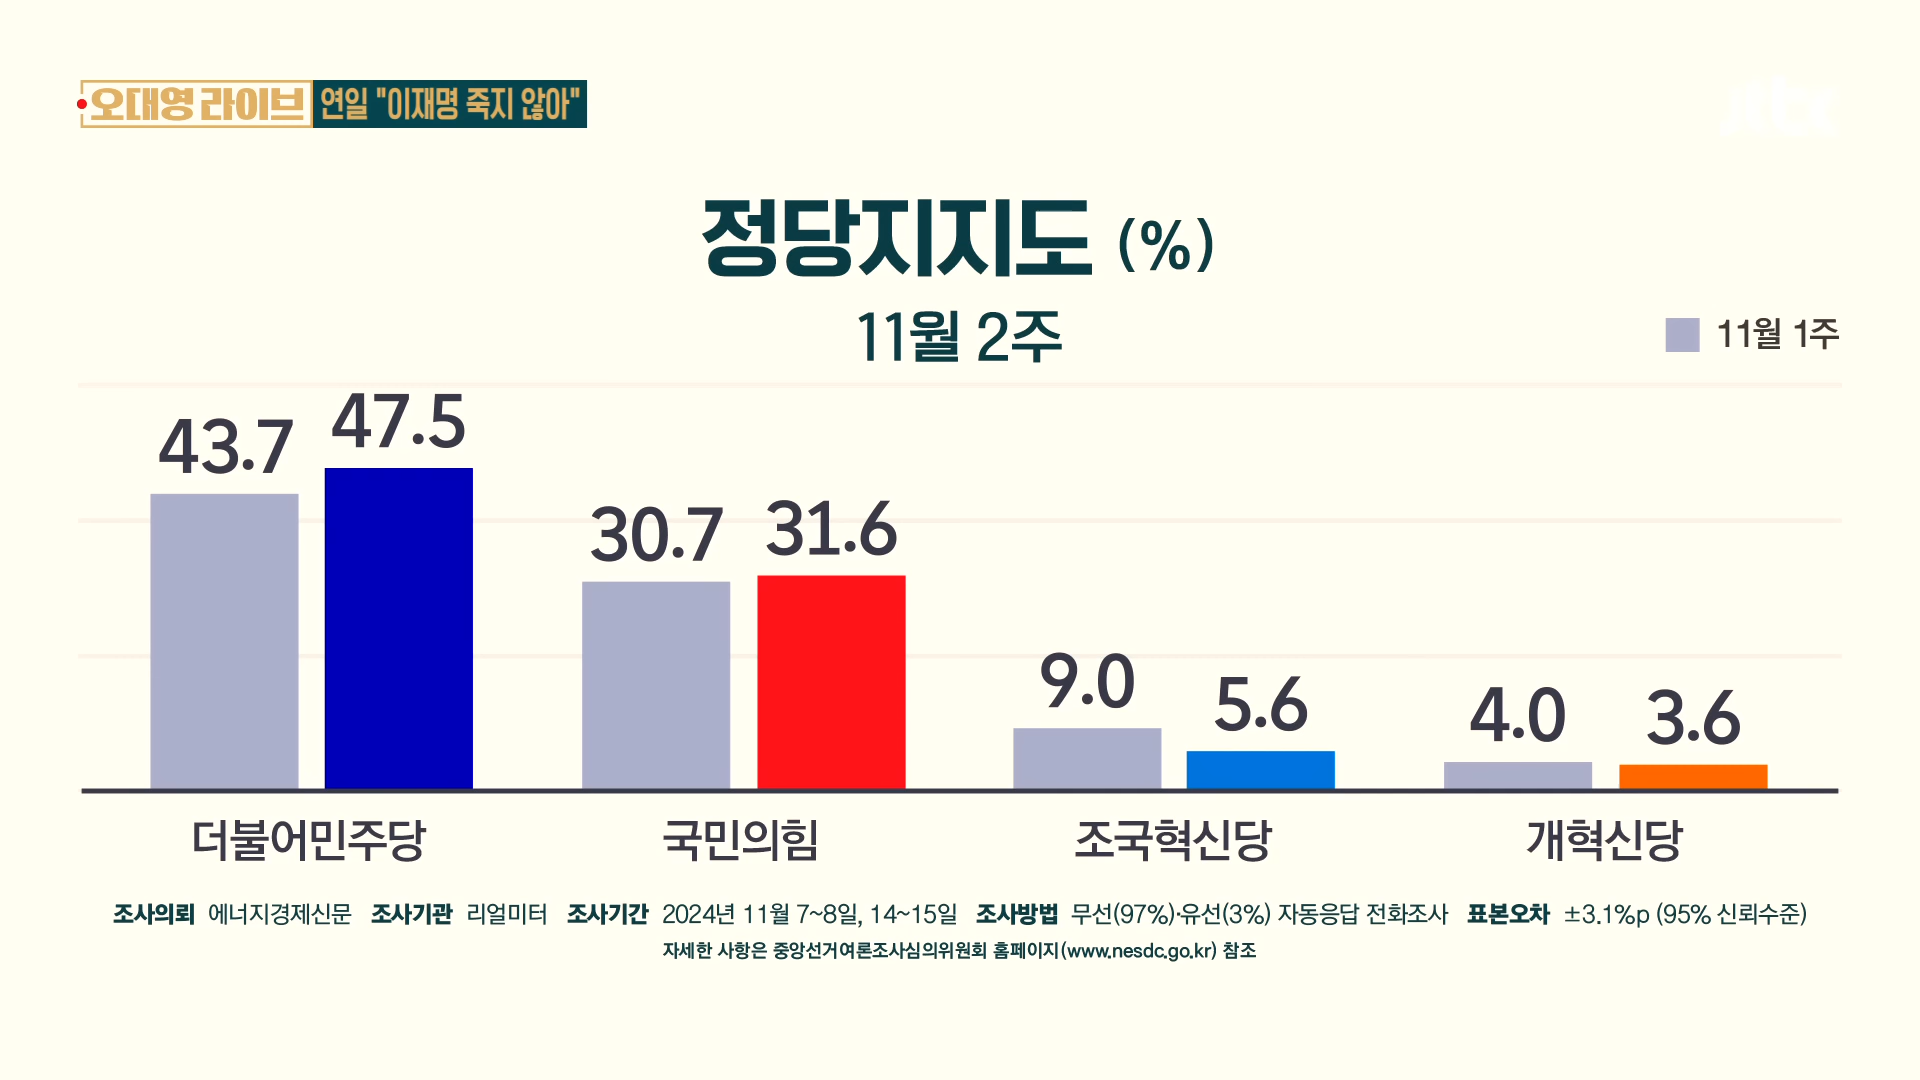 오대영 라이브 연일 "이재명 죽지 않아"
jtbc
정당지지도 (%)
11월 2주
11월 1주
43.7 47.5 30.7 31.6 9.0 5.6 4.0 3.6
더불어민주당 국민의힘 조국혁신당 개혁신당
조사의뢰 에너지경제신문 조사기관 리얼미터 조사기간 2024년 11월 7~8일, 14~15일 조사방법 무선(97%)·유선(3%) 자동응답 전화조사 표본오차 ±3.1%p (95% 신뢰수준)
자세한 사항은 중앙선거여론조사심의위원회 홈페이지(www.nesdc.go.kr) 참조